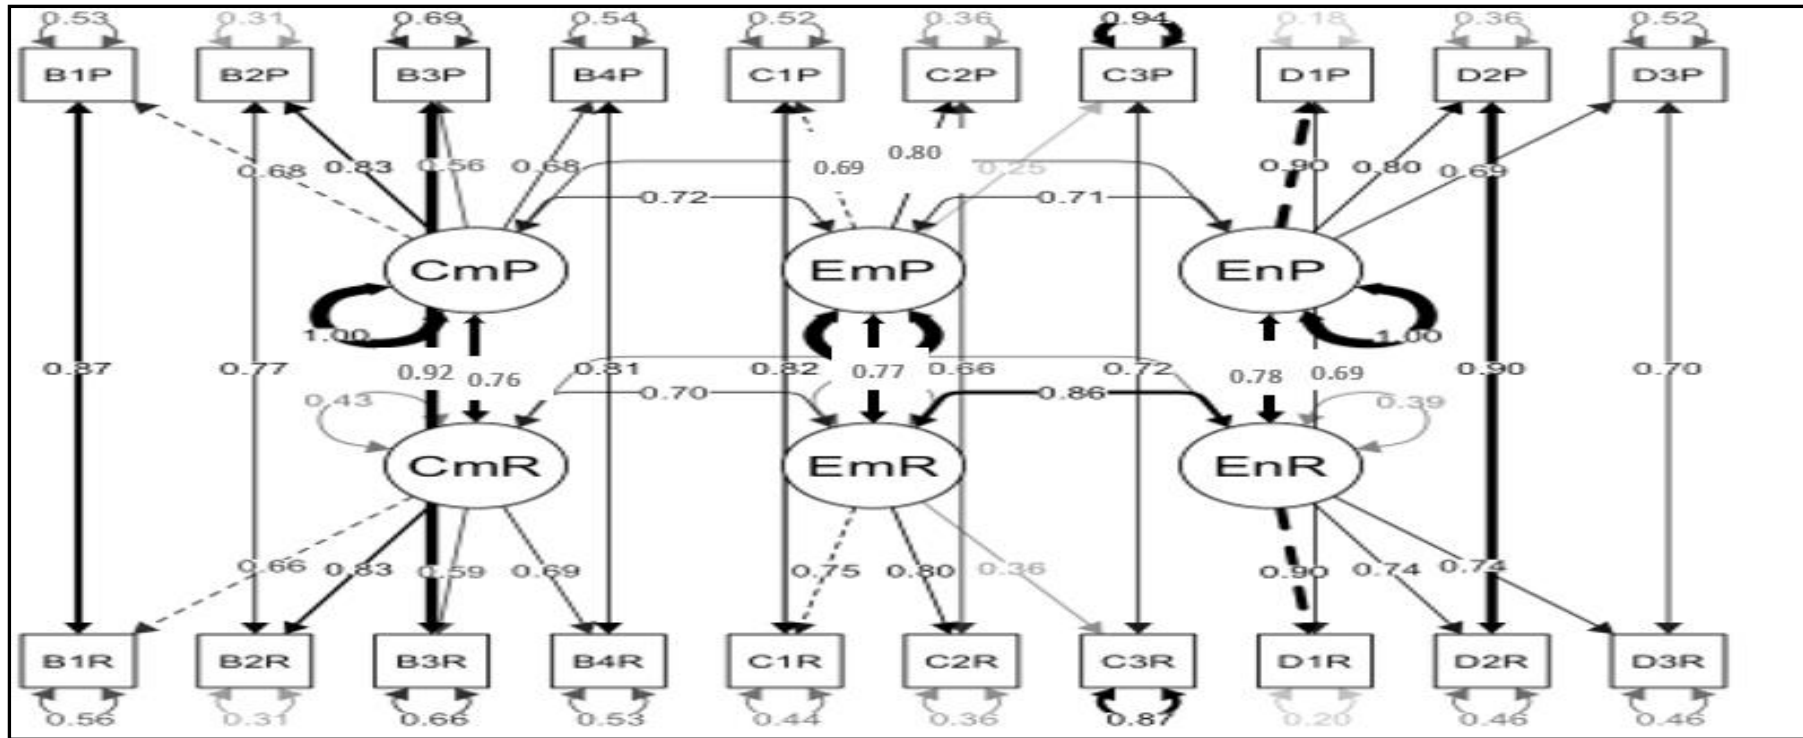 0.53 0.31 0.69 0.54 0.52 0.36 0.94 0.18 0.36 0.52
B1P B2P B3P B4P C1P C2P C3P D1P D2P D3P
0.68 0.83 0.56 0.68 0.69 0.80 0.25 0.90 0.80 0.69
0.72 0.71
CmP EmP EnP
1.00 1.00
0.87 0.77 0.92 0.76 0.81 0.82 0.77 0.66 0.72 0.78 0.69 0.90 0.70
0.43 0.70 0.86 0.39
CmR EmR EnR
0.66 0.83 0.59 0.69 0.75 0.80 0.36 0.90 0.74 0.74
B1R B2R B3R B4R C1R C2R C3R D1R D2R D3R
0.56 0.31 0.66 0.53 0.44 0.36 0.87 0.20 0.46 0.46